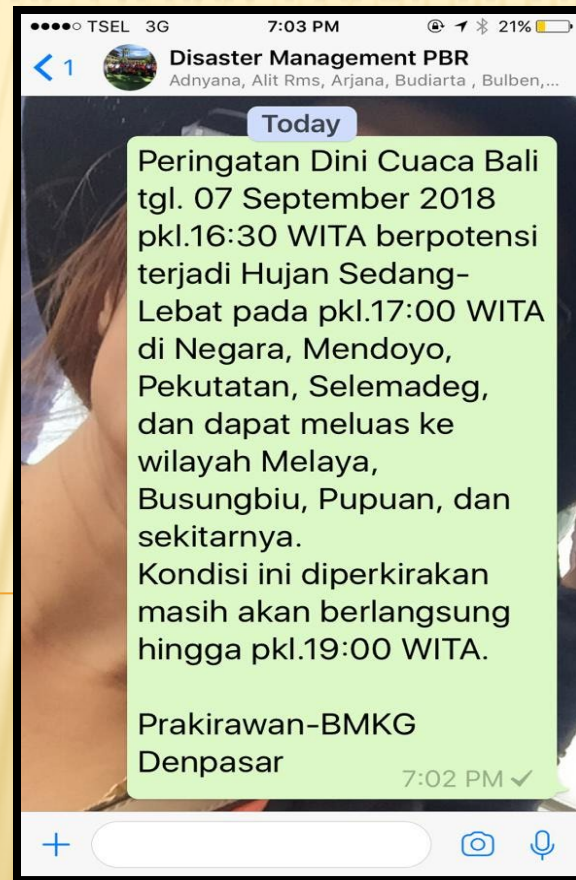 TSEL 3G 7:03 PM 21%
1 Disaster Management PBR
Adnyana, Alit Rms, Arjana, Budiarta , Bulben,...
Today
Peringatan Dini Cuaca Bali
tgl. 07 September 2018
pkl.16:30 WITA berpotensi
terjadi Hujan Sedang-
Lebat pada pkl.17:00 WITA
di Negara, Mendoyo,
Pekutatan, Selemadeg,
dan dapat meluas ke
wilayah Melaya,
Busungbiu, Pupuan, dan
sekitarnya.
Kondisi ini diperkirakan
masih akan berlangsung
hingga pkl.19:00 WITA.
Prakirawan-BMKG
Denpasar
7:02 PM